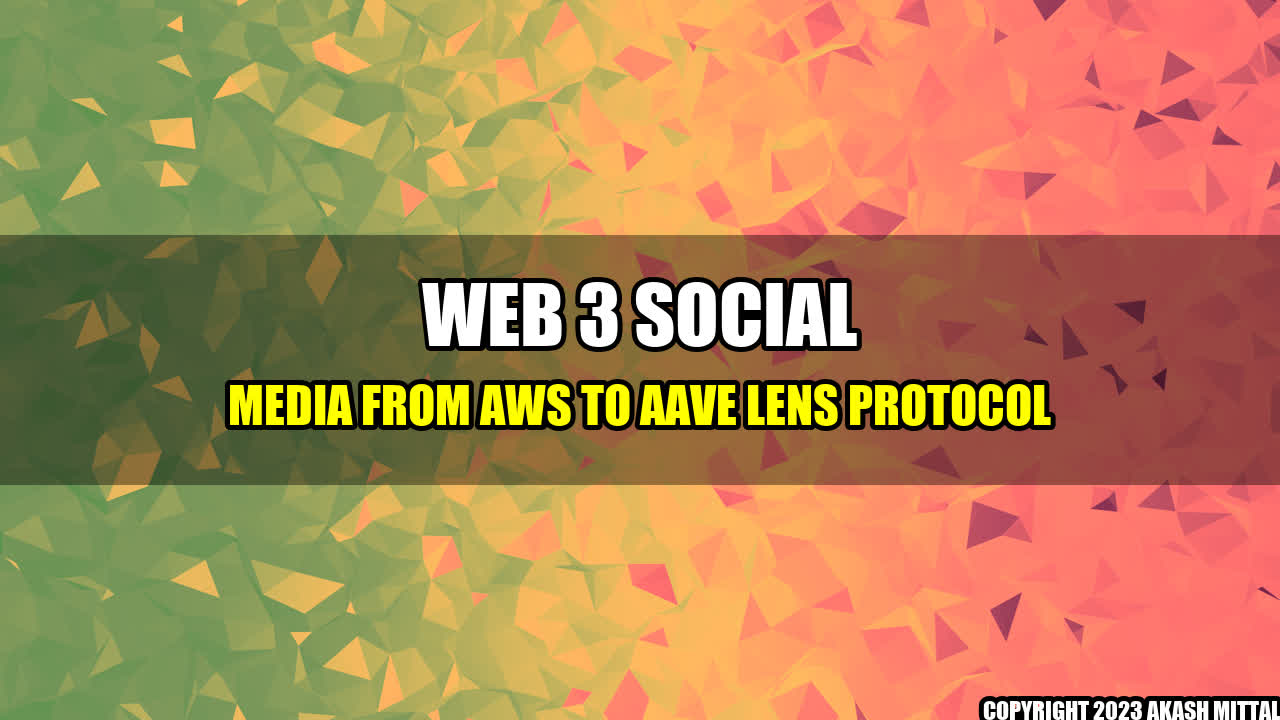 WEB 3 SOCIAL
MEDIA FROM AWS TO AAVE LENS PROTOCOL
COPYRIGHT 2023 AKASH MITTAL